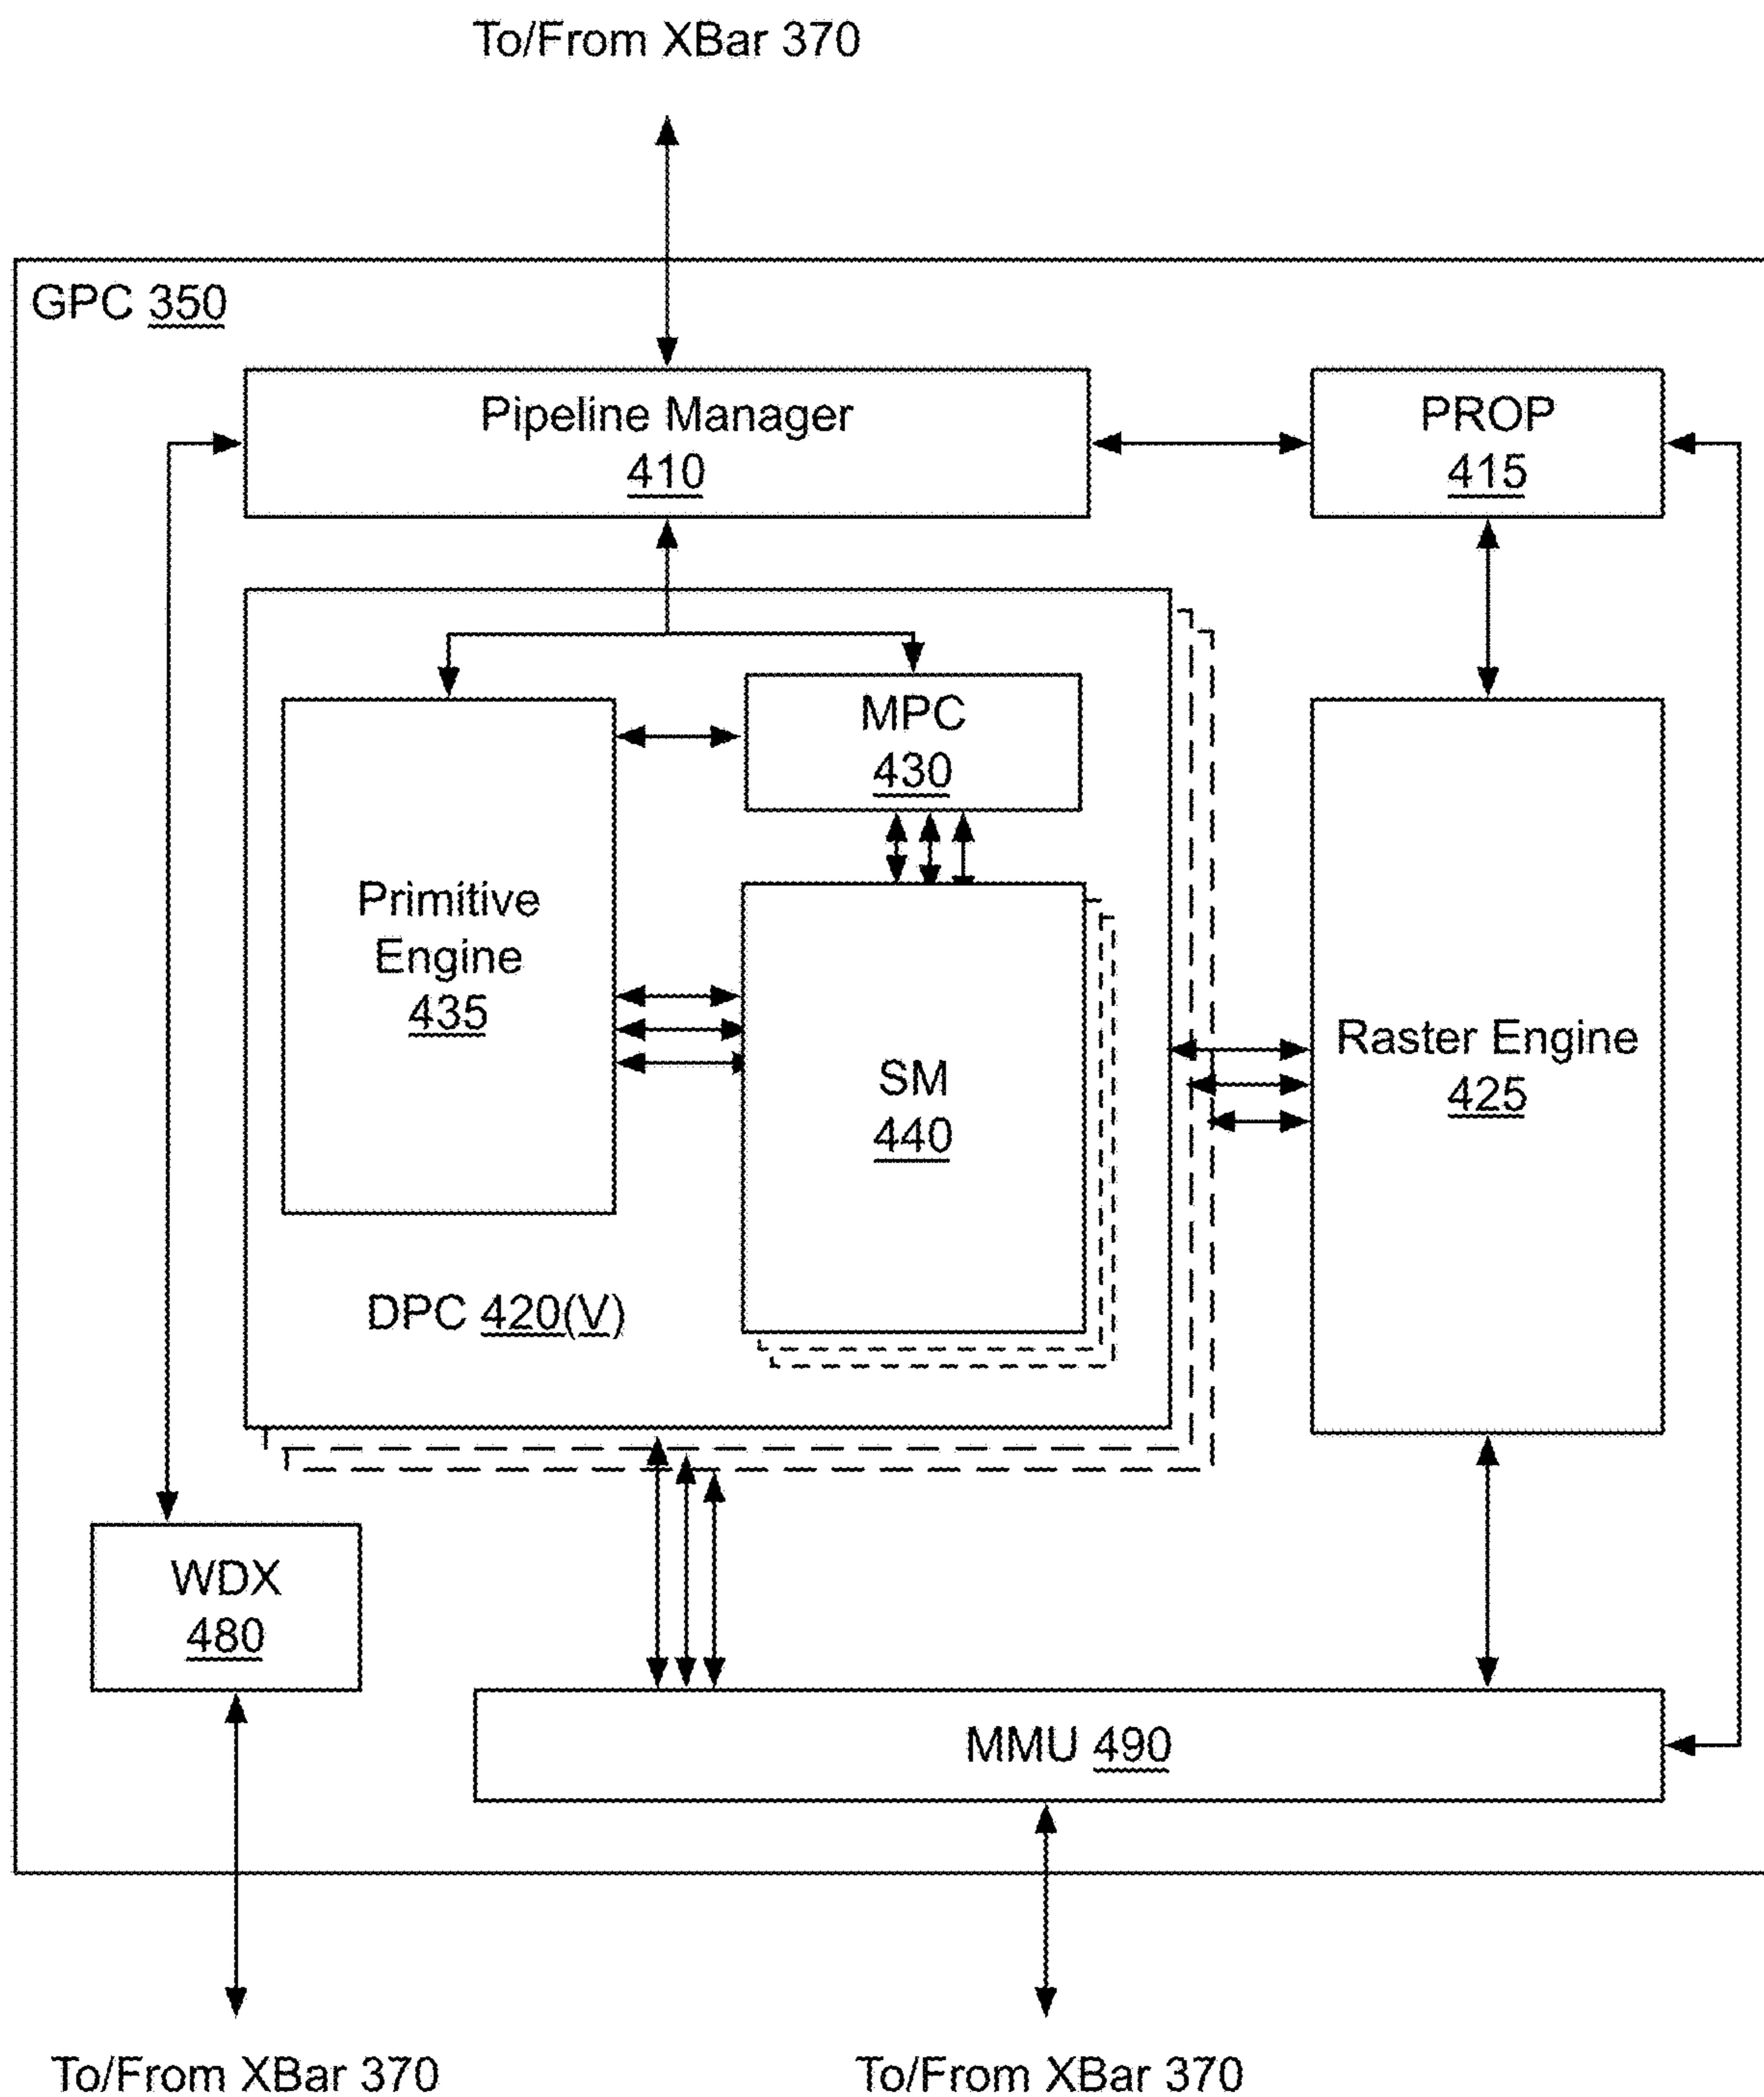 To/From XBar 370
GPC 350
Pipeline Manager
410
PROP
415
MPC
430
Primitive
Engine
435
SM
440
Raster Engine
425
DPC 420(V)
WDX
480
MMU 490
To/From XBar 370
To/From XBar 370